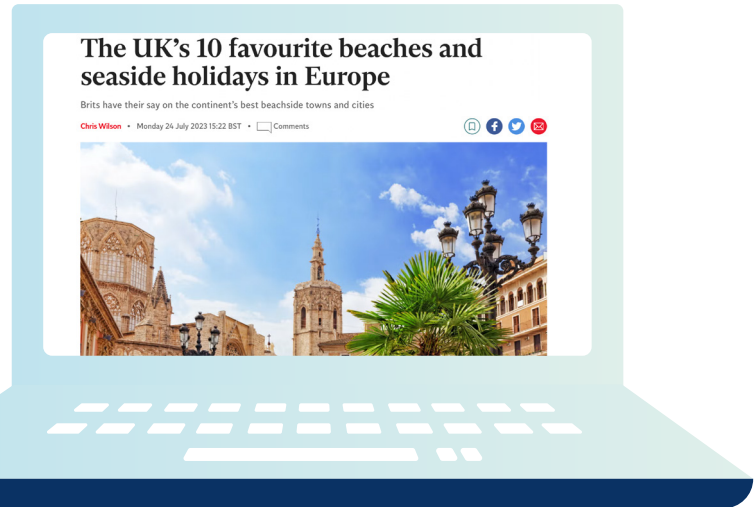 The UK’s 10 favourite beaches and
seaside holidays in Europe
Brits have their say on the continent’s best beachside towns and cities
Chris Wilson • Monday 24 July 2023 15:22 BST • Comments